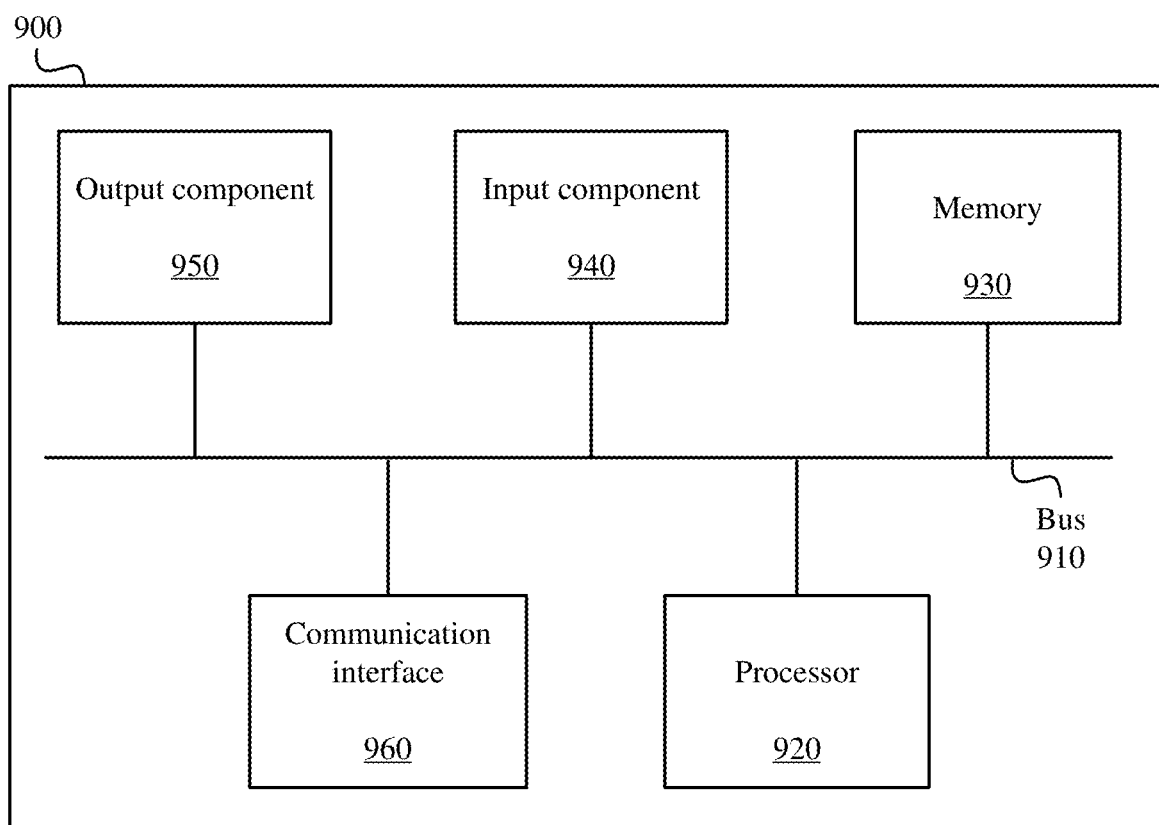 900
Output component
950
Input component
940
Memory
930
Bus
910
Communication
interface
960
Processor
920